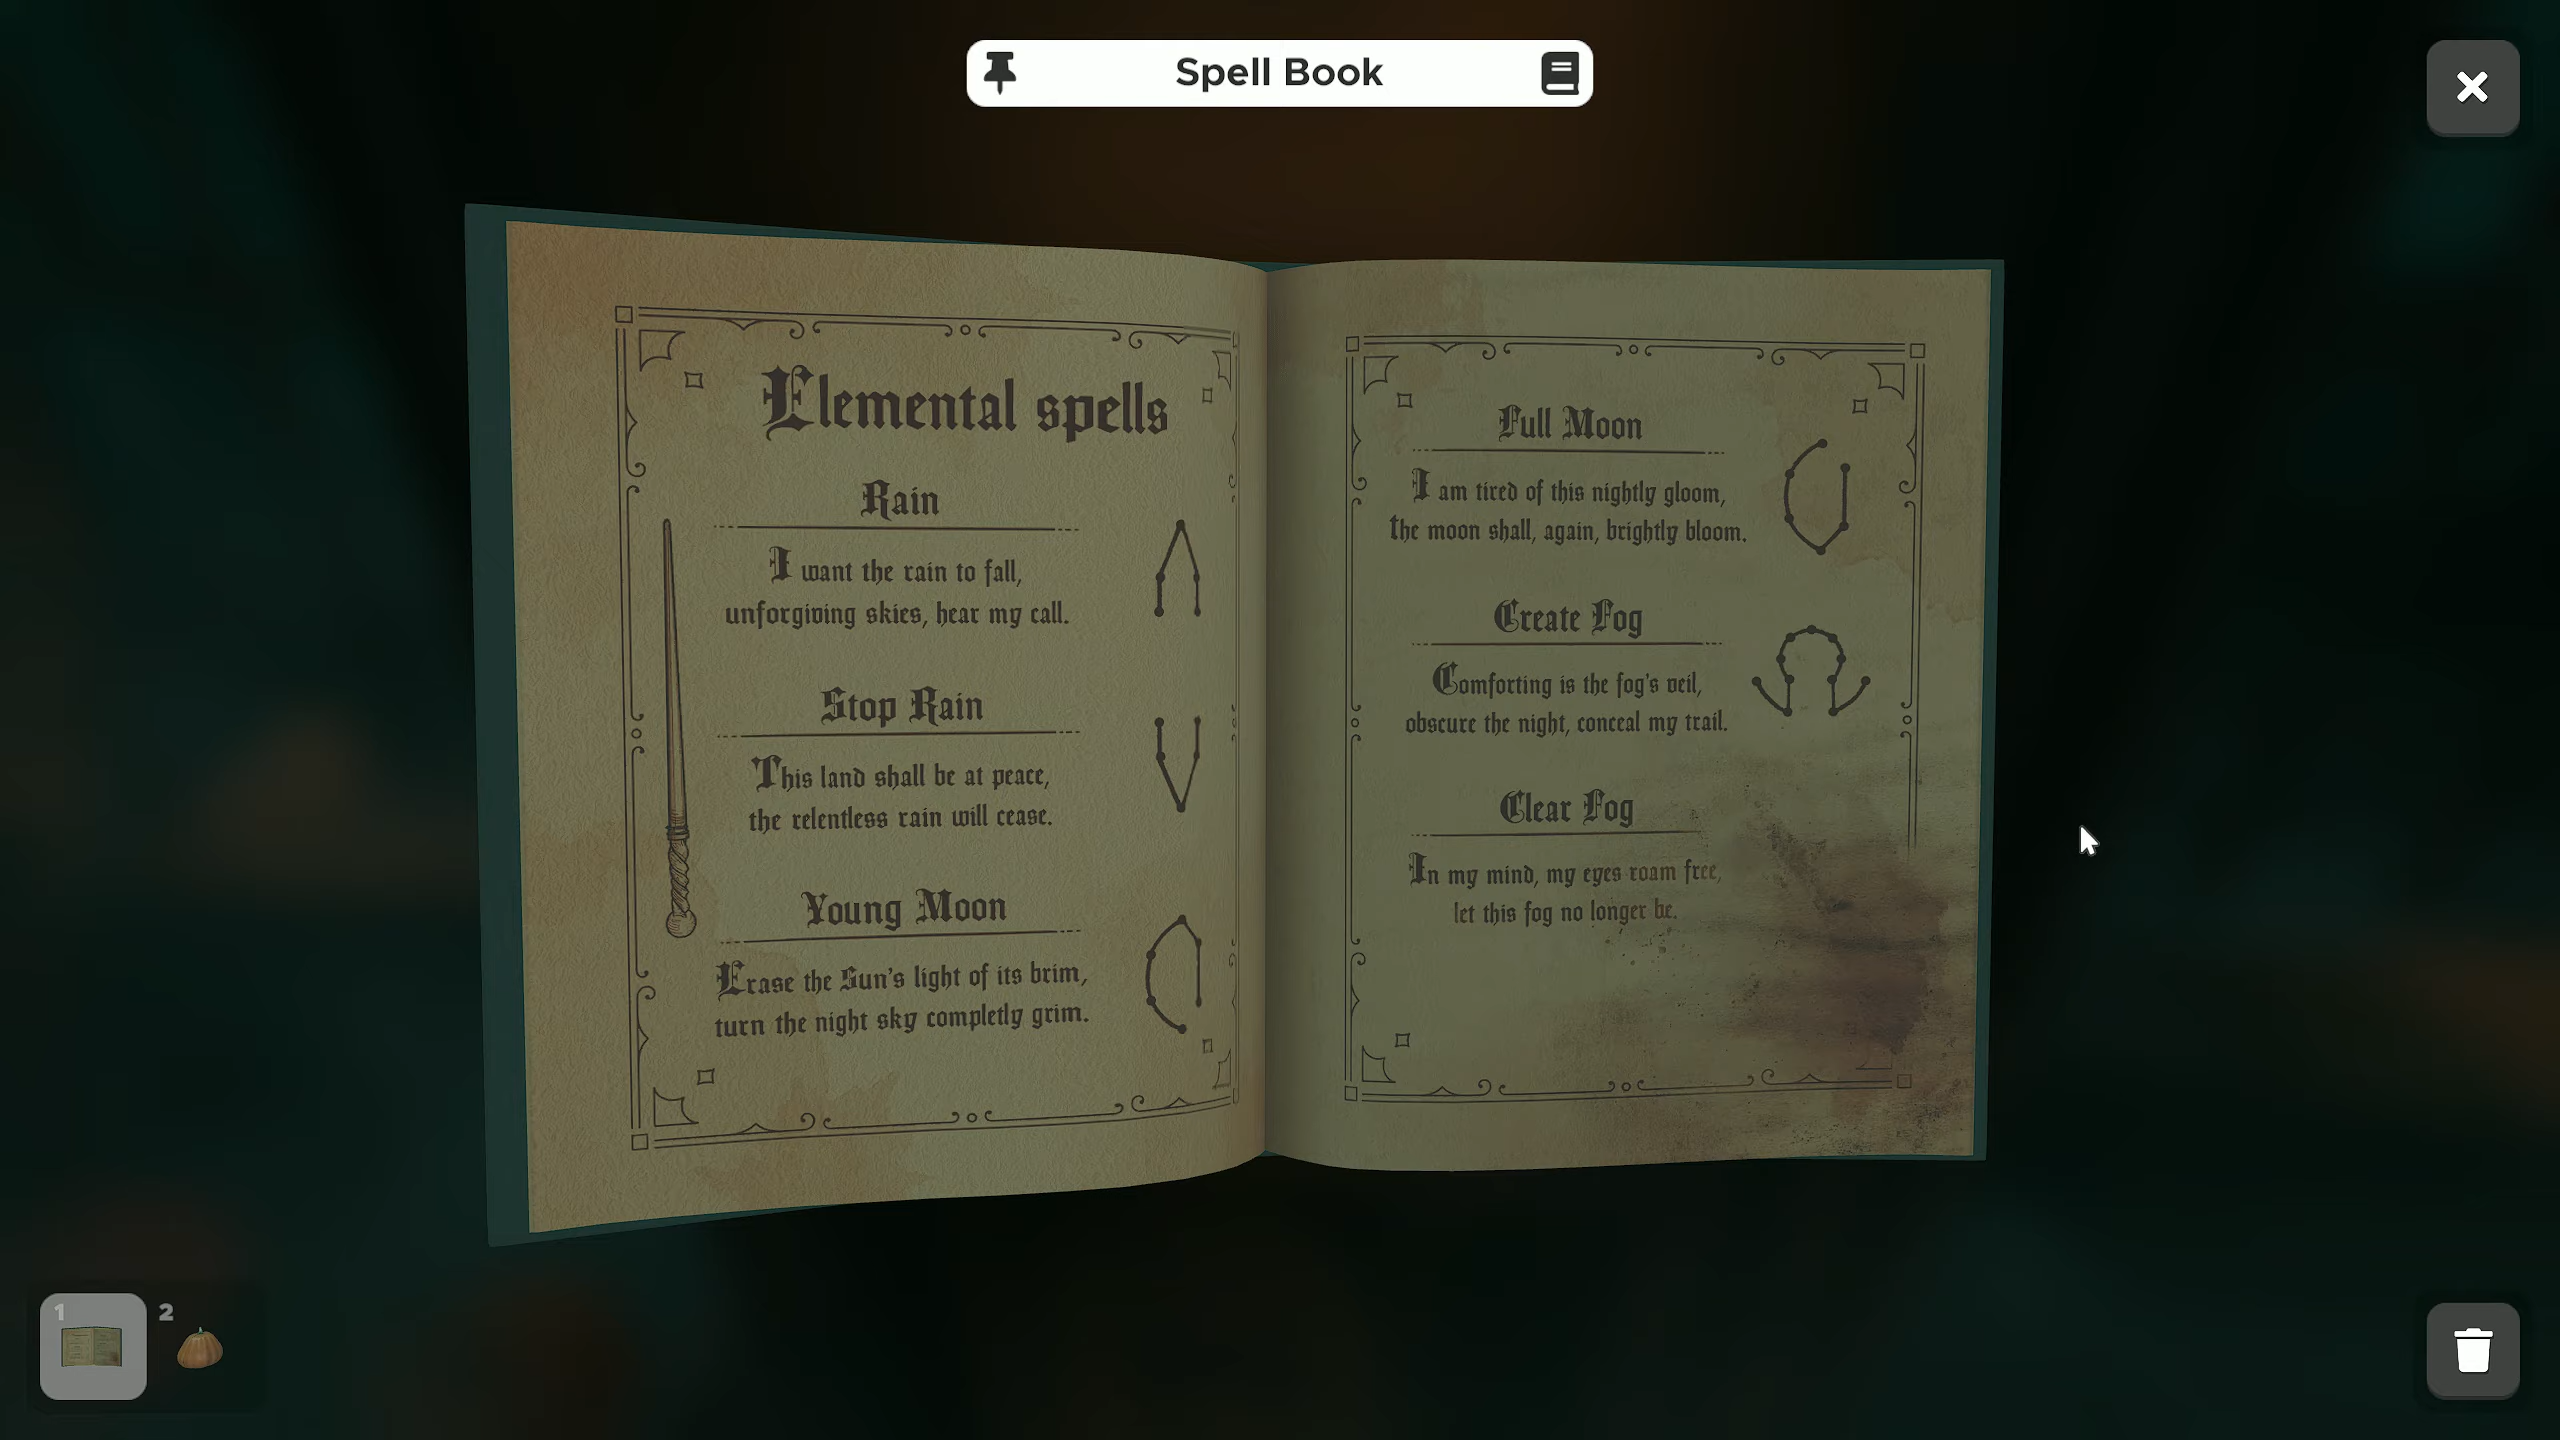 Spell Book
Elemental spells
Rain
I want the rain to fall,
unforgiving skies, hear my call.
Stop Rain
This land shall be at peace,
the relentless rain will cease.
Young Moon
Erase the Sun's light of its brim,
turn the night sky completly grim.
Full Moon
I am tired of this nightly gloom,
the moon shall, again, brightly bloom.
Create Fog
Comforting is the fog's veil,
obscure the night, conceal my trail.
Clear Fog
In my mind, my eyes roam free,
let this fog no longer be.
1
2